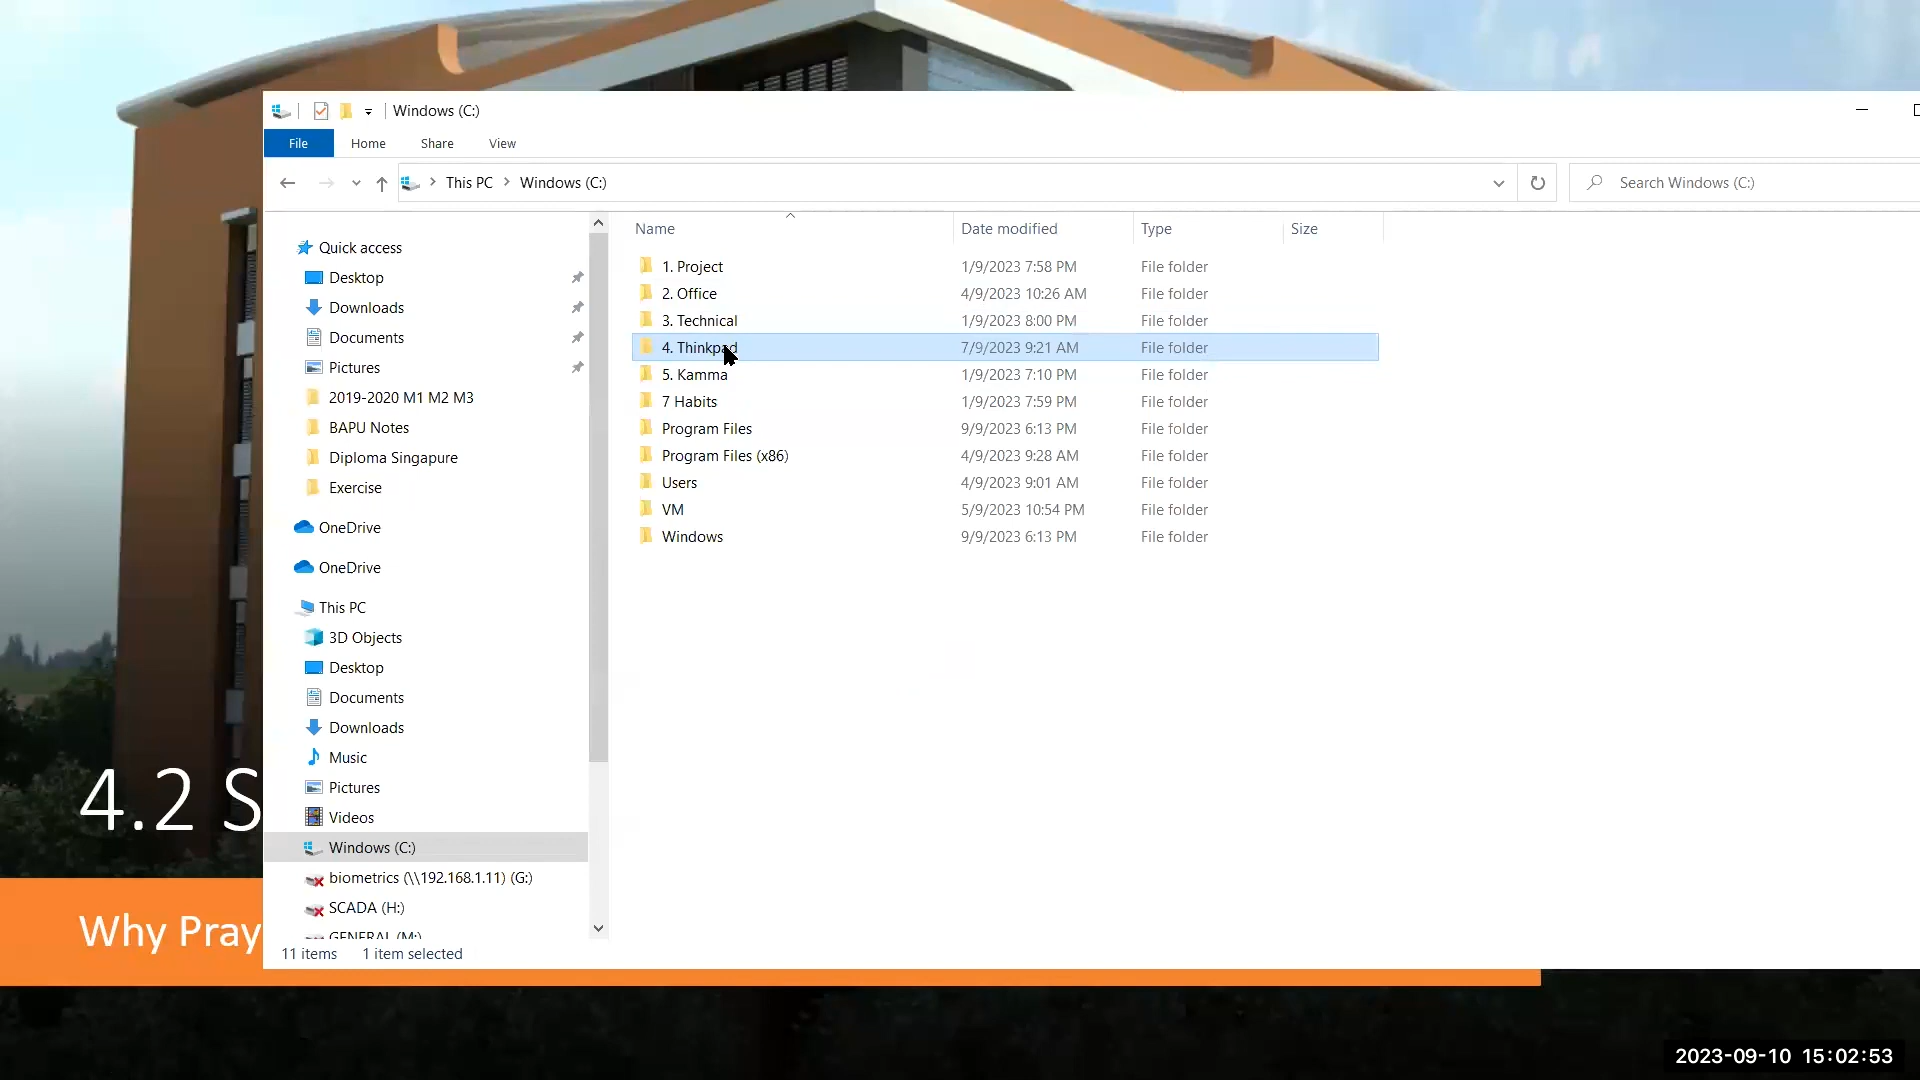 Windows (C:)
File Home Share View
This PC Windows (C:)
Search Windows (C:)
Name Date modified Type Size
Quick access
Desktop
Downloads
Documents
Pictures
2019-2020 M1 M2 M3
BAPU Notes
Diploma Singapure
Exercise
OneDrive
OneDrive
This PC
3D Objects
Desktop
Documents
Downloads
Music
Pictures
Videos
Windows (C:)
biometrics (\\192.168.1.11) (G:)
SCADA (H:)
GENERAL (M:)
1. Project 1/9/2023 7:58 PM File folder
2. Office 4/9/2023 10:26 AM File folder
3. Technical 1/9/2023 8:00 PM File folder
4. Thinkpad 7/9/2023 9:21 AM File folder
5. Kamma 1/9/2023 7:10 PM File folder
7 Habits 1/9/2023 7:59 PM File folder
Program Files 9/9/2023 6:13 PM File folder
Program Files (x86) 4/9/2023 9:28 AM File folder
Users 4/9/2023 9:01 AM File folder
VM 5/9/2023 10:54 PM File folder
Windows 9/9/2023 6:13 PM File folder
11 items 1 item selected
4.2 S
Why Pray
2023-09-10 15:02:53